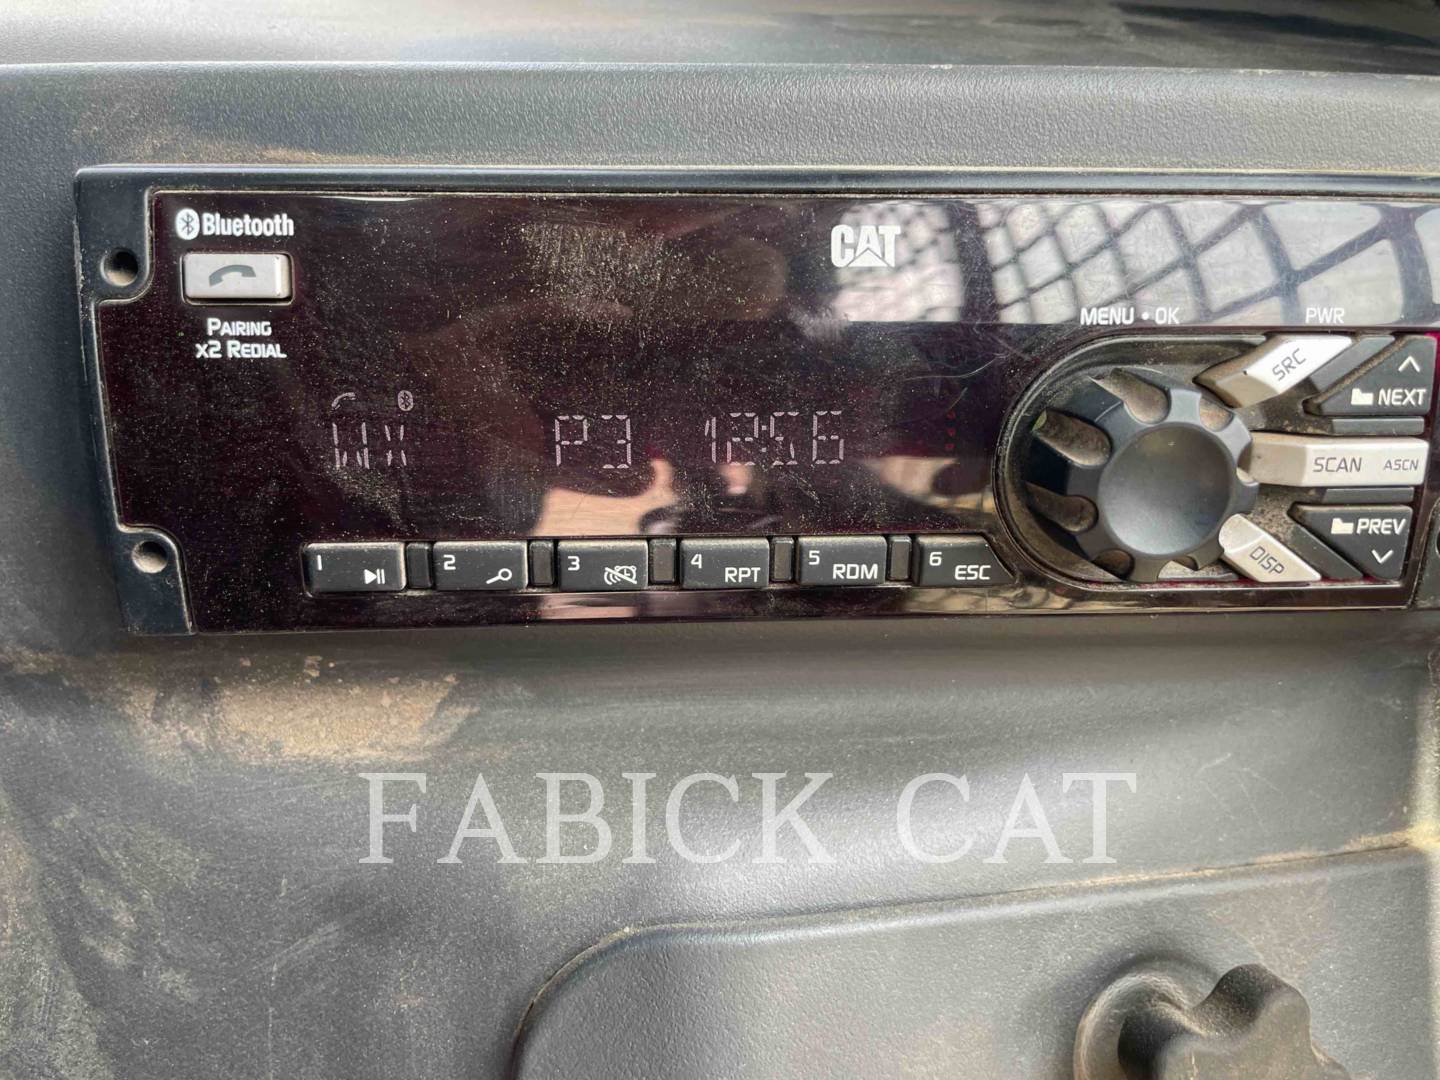 Bluetooth
CAT
PAIRING
X2 REDIAL
MENU • OK
PWR
SRC
NEXT
SCAN ASCN
PREV
DISP
WX P3 12:56
1 2 3 4 RPT 5 RDM 6 ESC
FABICK CAT